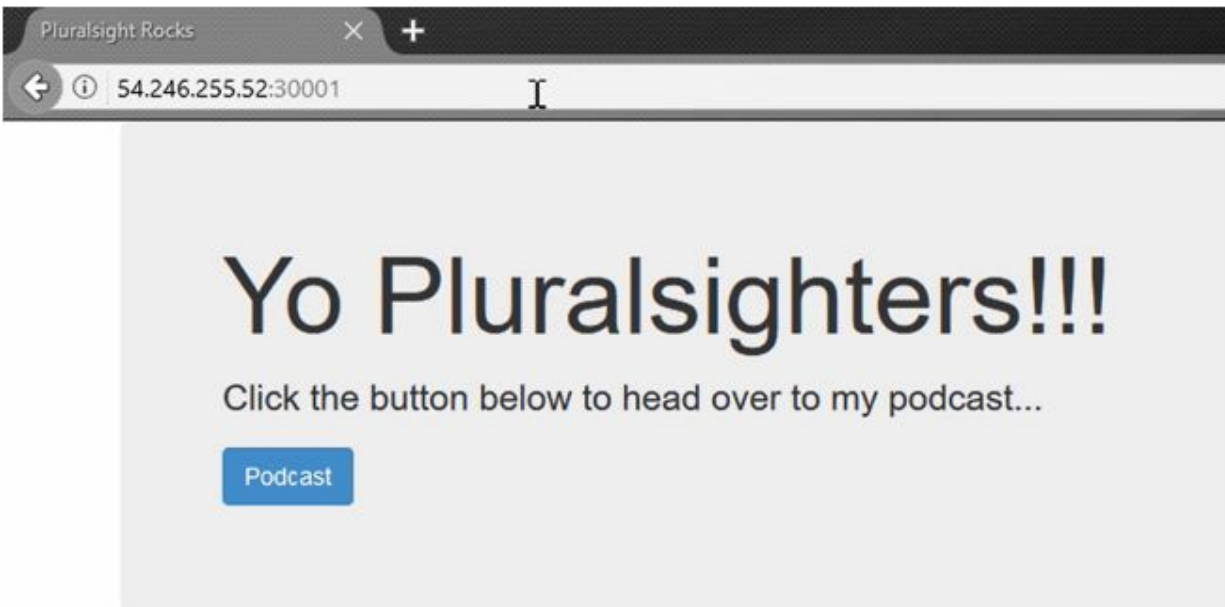 Pluralsight Rocks
54.246.255.52:30001
Yo Pluralsighters!!!
Click the button below to head over to my podcast...
Podcast